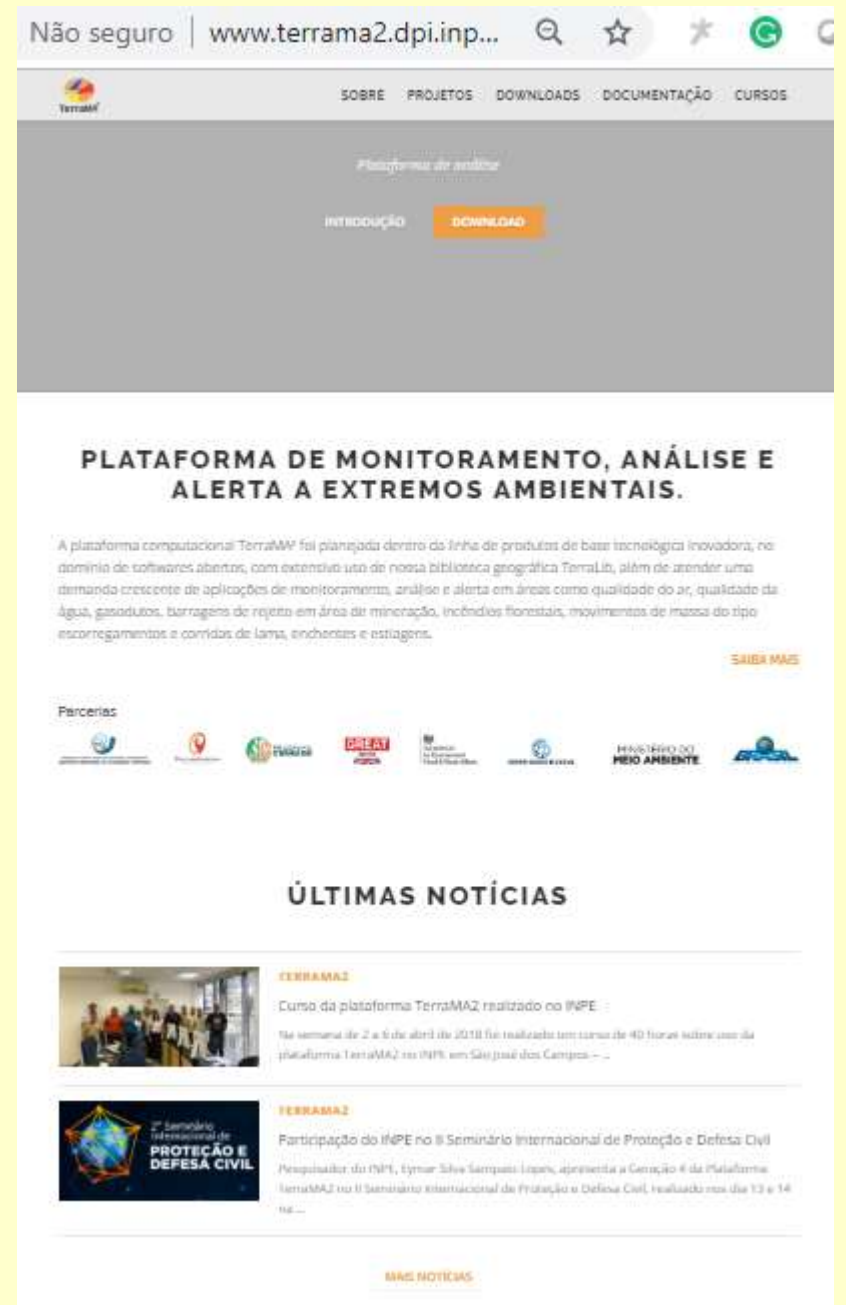 Não seguro | www.terrama2.dpi.inp...
TerraMA²
SOBRE PROJETOS DOWNLOADS DOCUMENTAÇÃO CURSOS
Plataforma de análise
INTRODUÇÃO DOWNLOAD
PLATAFORMA DE MONITORAMENTO, ANÁLISE E
ALERTA A EXTREMOS AMBIENTAIS.
A plataforma computacional TerraMA² foi planejada dentro da linha de produtos de base tecnológica inovadora, no
domínio de softwares abertos, com extensivo uso de nossa biblioteca geográfica TerraLib, além de atender uma
demanda crescente de aplicações de monitoramento, análise e alerta em áreas como qualidade do ar, qualidade da
água, gasodutos, barragens de rejeito em área de mineração, incêndios florestais, movimentos de massa do tipo
escorregamentos e corridas de lama, enchentes e estiagens.
SAIBA MAIS
Parcerias
GREAT
MINISTÉRIO DO
MEIO AMBIENTE
BRASIL
ÚLTIMAS NOTÍCIAS
TERRAMA2
Curso da plataforma TerraMA2 realizado no INPE
Na semana de 2 a 6 de abril de 2018 foi realizado um curso de 40 horas sobre uso da
plataforma TerraMA2 no INPE em São José dos Campos – ...
2º Seminário
Internacional de
PROTEÇÃO E
DEFESA CIVIL
TERRAMA2
Participação do INPE no II Seminário Internacional de Proteção e Defesa Civil
Pesquisador do INPE, Eymar Silva Sampaio Lopes, apresenta a Geração 4 da Plataforma
TerraMA2 no II Seminário Internacional de Proteção e Defesa Civil, realizado nos dia 13 e 14
na ...
MAIS NOTÍCIAS